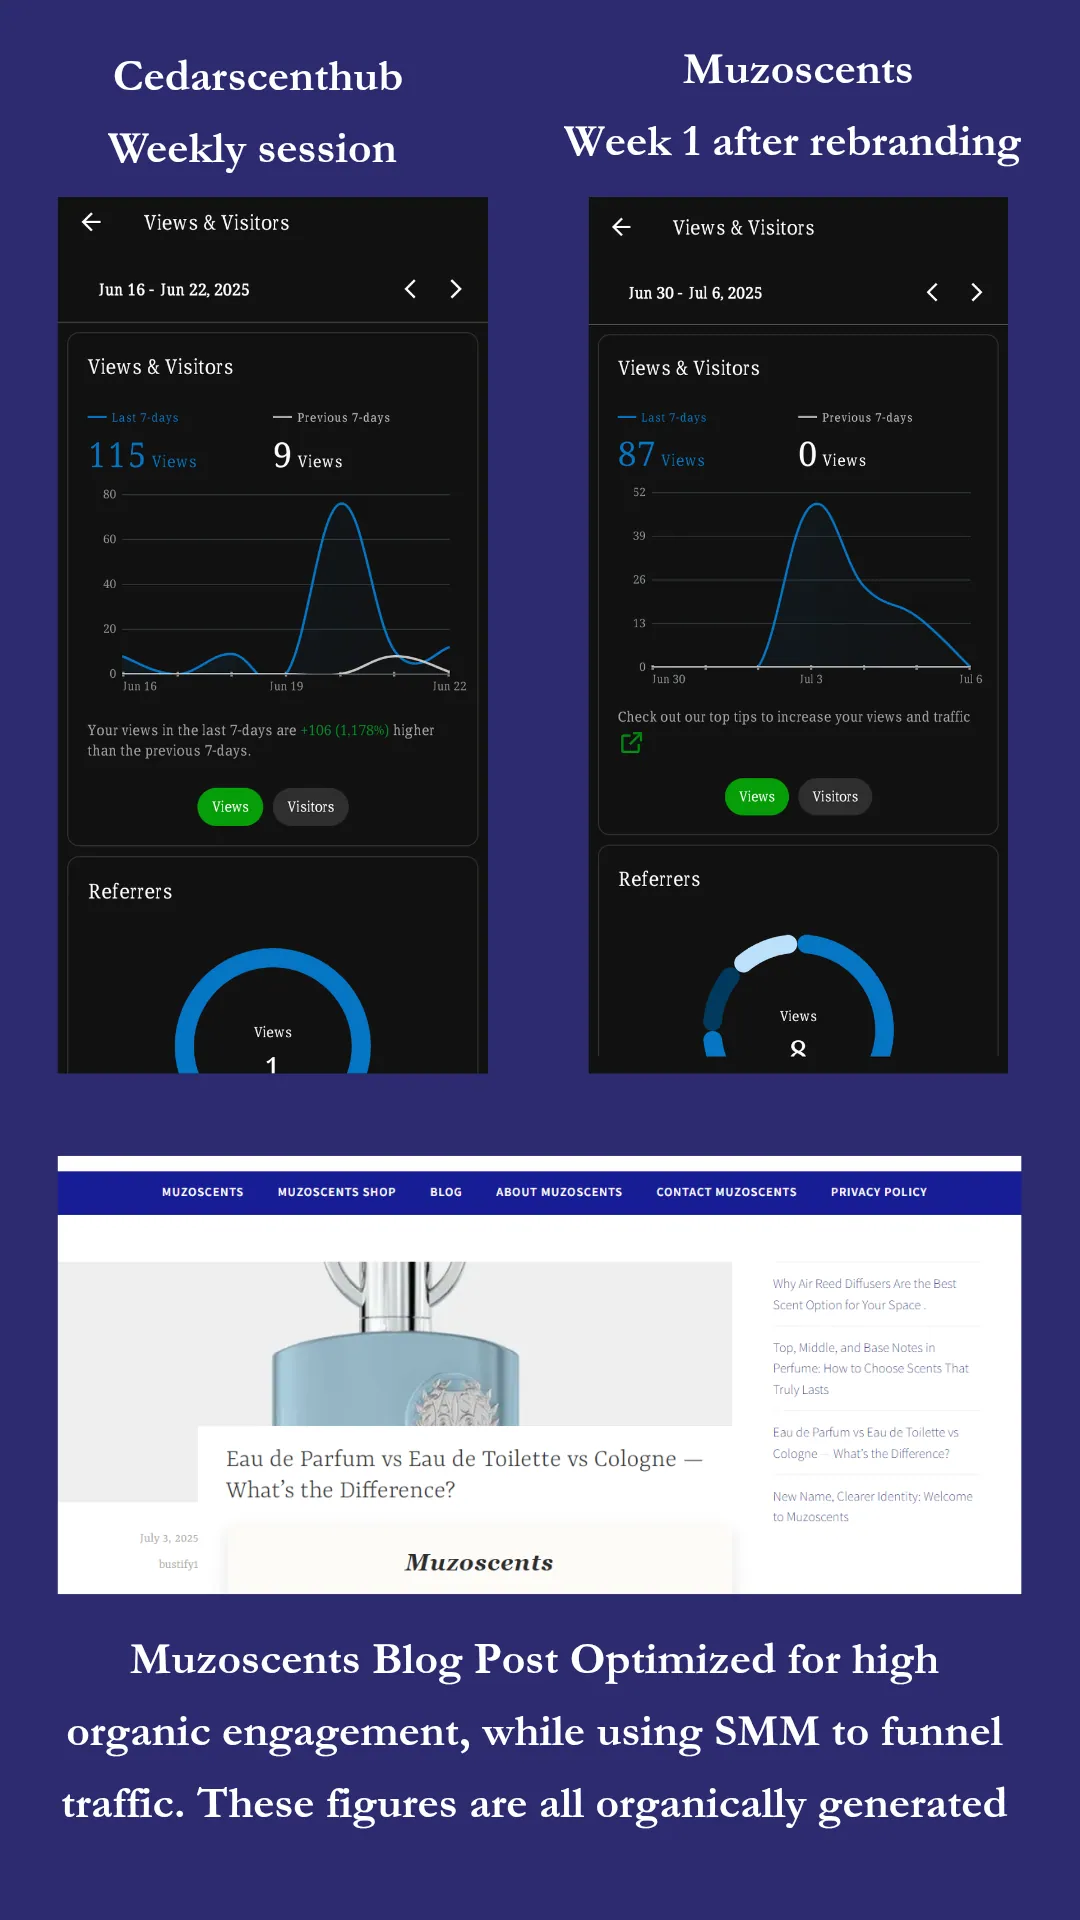 Cedarscenthub
Weekly session
Muzoscents
Week 1 after rebranding
Views & Visitors
Jun 16 - Jun 22, 2025
Views & Visitors
Last 7-days
Previous 7-days
115 Views
9 Views
80
60
40
20
0
Jun 16
Jun 19
Jun 22
Your views in the last 7-days are +106 (1,178%) higher
than the previous 7-days.
Views
Visitors
Referrers
Views
1
Views & Visitors
Jun 30 - Jul 6, 2025
Views & Visitors
Last 7-days
Previous 7-days
87 Views
0 Views
52
39
26
13
0
Jun 30
Jul 3
Jul 6
Check out our top tips to increase your views and traffic
Views
Visitors
Referrers
Views
8
MUZOSCENTS MUZOSCENTS SHOP BLOG ABOUT MUZOSCENTS CONTACT MUZOSCENTS PRIVACY POLICY
Eau de Parfum vs Eau de Toilette vs Cologne —
What’s the Difference?
July 3, 2025
bustify1
Muzoscents
Why Air Reed Diffusers Are the Best
Scent Option for Your Space .
Top, Middle, and Base Notes in
Perfume: How to Choose Scents That
Truly Lasts
Eau de Parfum vs Eau de Toilette vs
Cologne — What’s the Difference?
New Name, Clearer Identity: Welcome
to Muzoscents
Muzoscents Blog Post Optimized for high
organic engagement, while using SMM to funnel
traffic. These figures are all organically generated